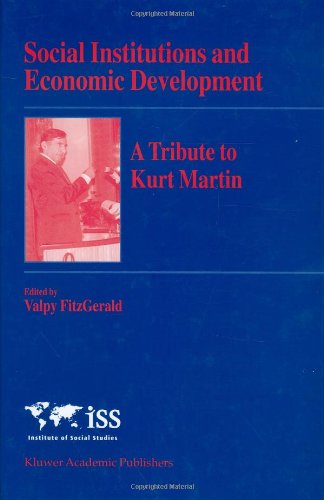 Social Institutions and
Economic Development
A Tribute to
Kurt Martin
Edited by
Valpy FitzGerald
iss
Institute of Social Studies
Kluwer Academic Publishers